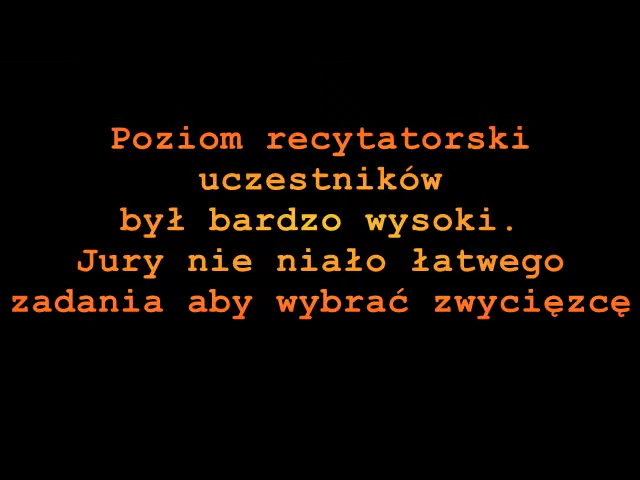 Poziom recytatorski
uczestników
był bardzo wysoki.
Jury nie niało łatwego
zadania aby wybrać zwycięzcę